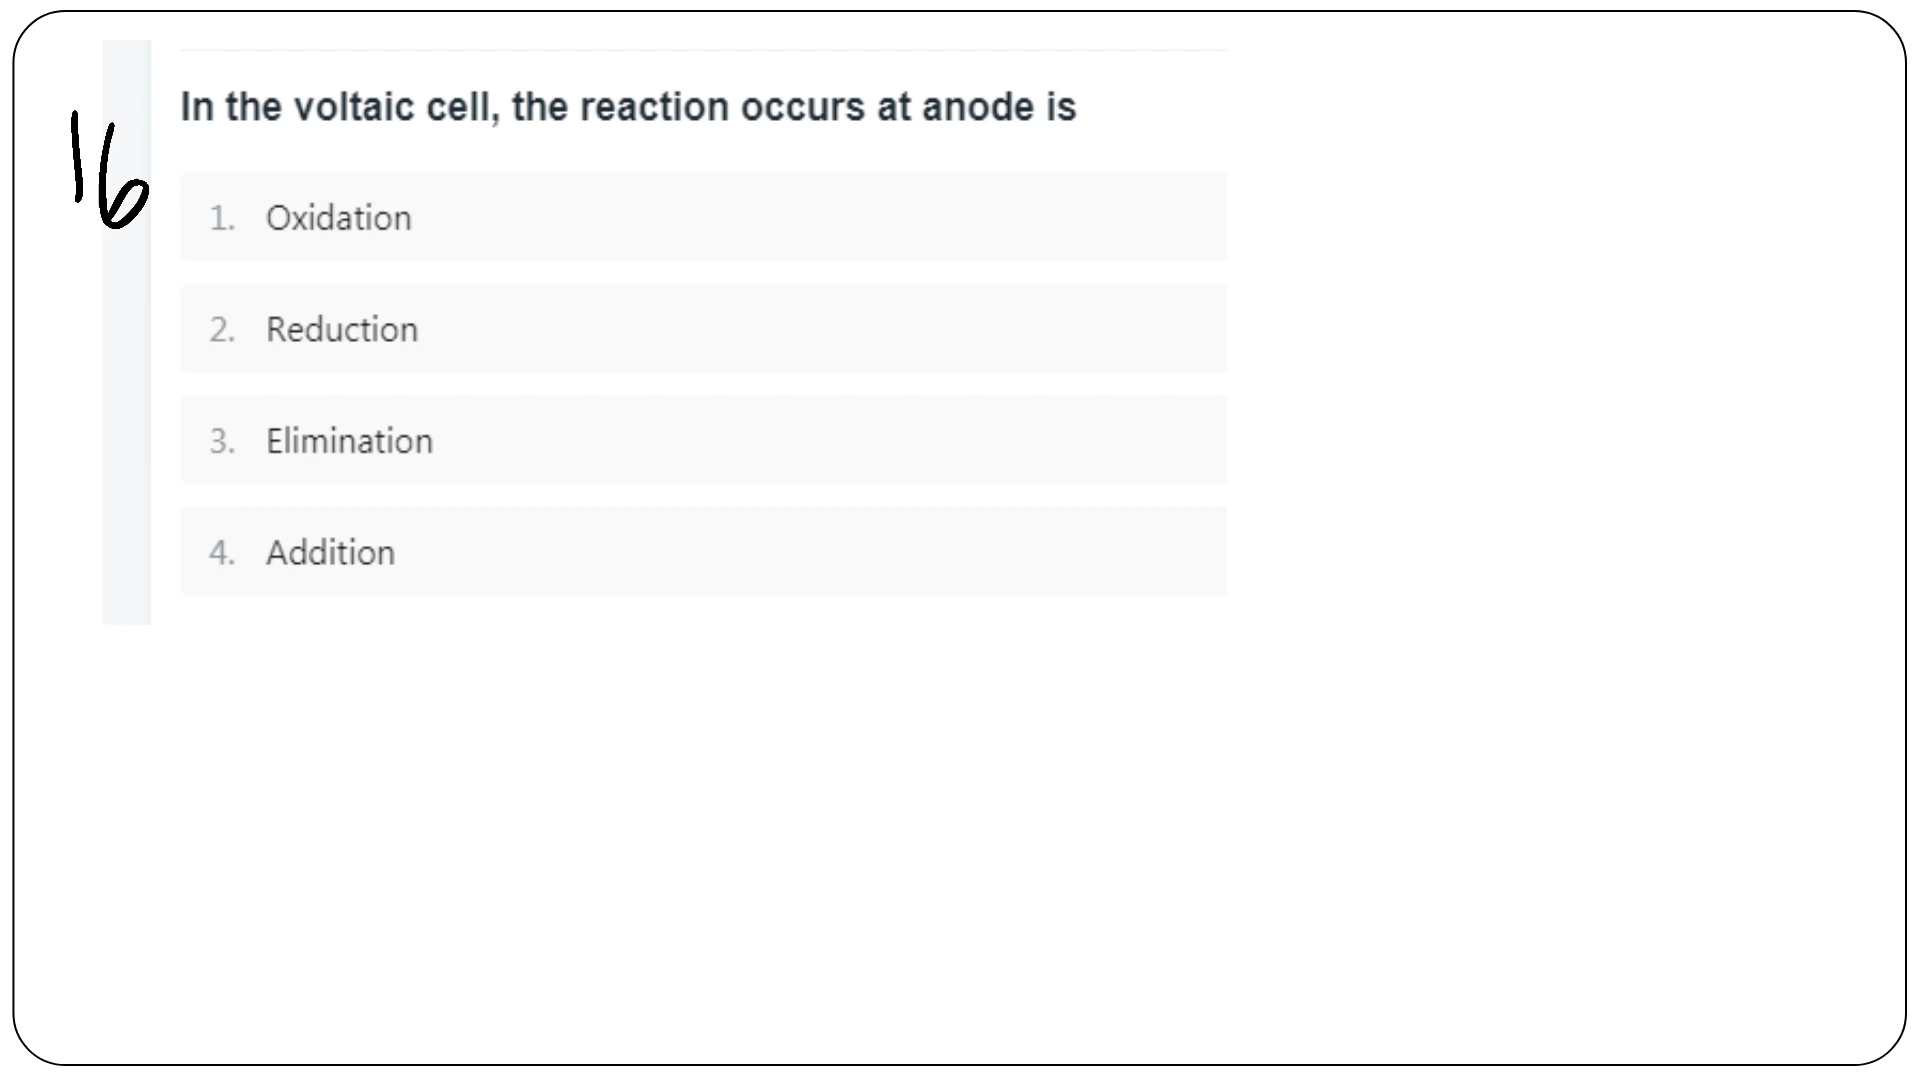 In the voltaic cell, the reaction occurs at anode is
16
1. Oxidation
2. Reduction
3. Elimination
4. Addition